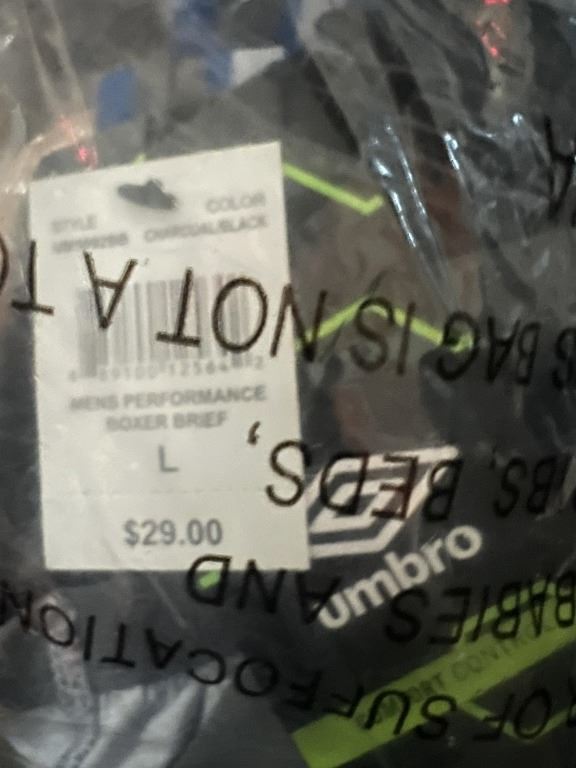 STYLE COLOR
CHARCOAL/BLACK
MENS PERFORMANCE
BOXER BRIEF
L
$29.00
umbro
BAG IS NOT A TO
BEDS,
BABIES AND
OF SUFFOCATION